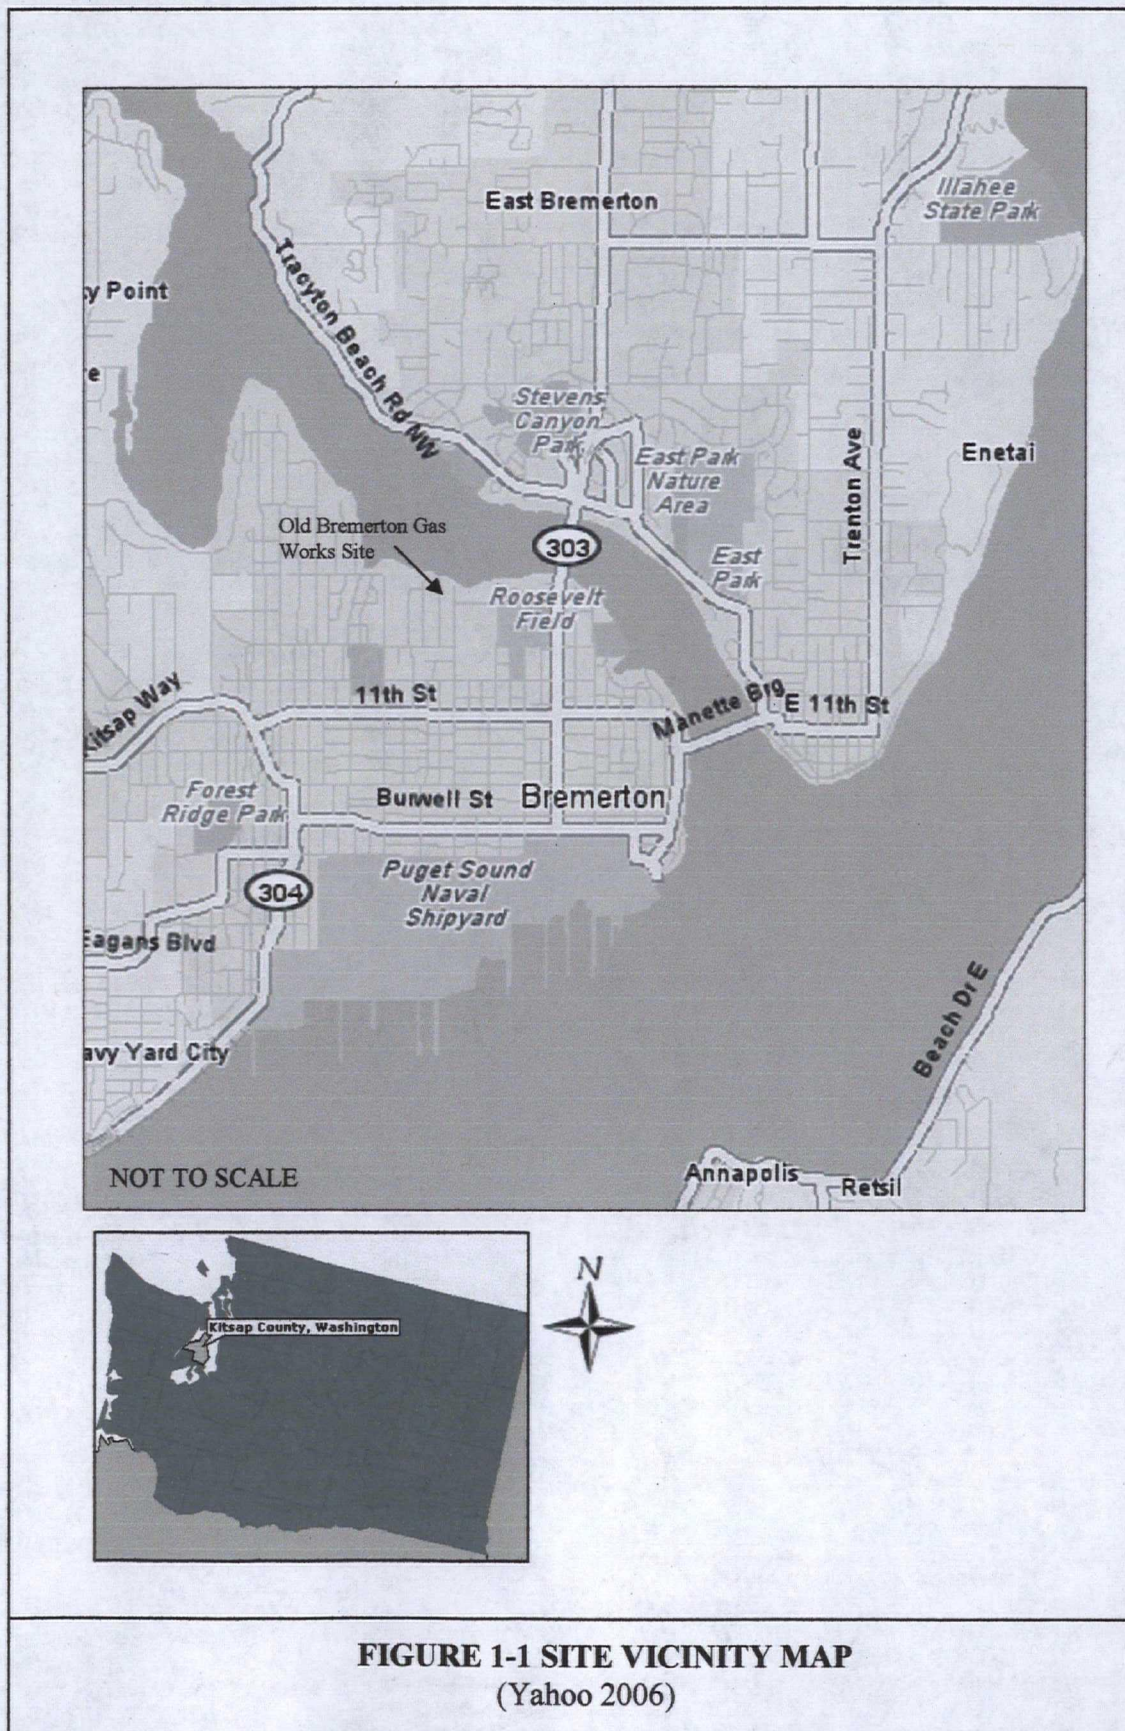 East Bremerton
Illahee
State Park
Tracyton Beach Rd NW
y Point
e
Stevens
Canyon
Park
East Park
Nature
Area
Trenton Ave
Enetai
Old Bremerton Gas
Works Site
303
East
Park
Roosevelt
Field
Kitsap Way
11th St
Manette Brg
E 11th St
Forest
Ridge Park
Burwell St
Bremerton
304
Puget Sound
Naval
Shipyard
Eagans Blvd
avy Yard City
Beach Dr E
NOT TO SCALE
Annapolis
Retsil
Kitsap County, Washington
N
FIGURE 1-1 SITE VICINITY MAP
(Yahoo 2006)